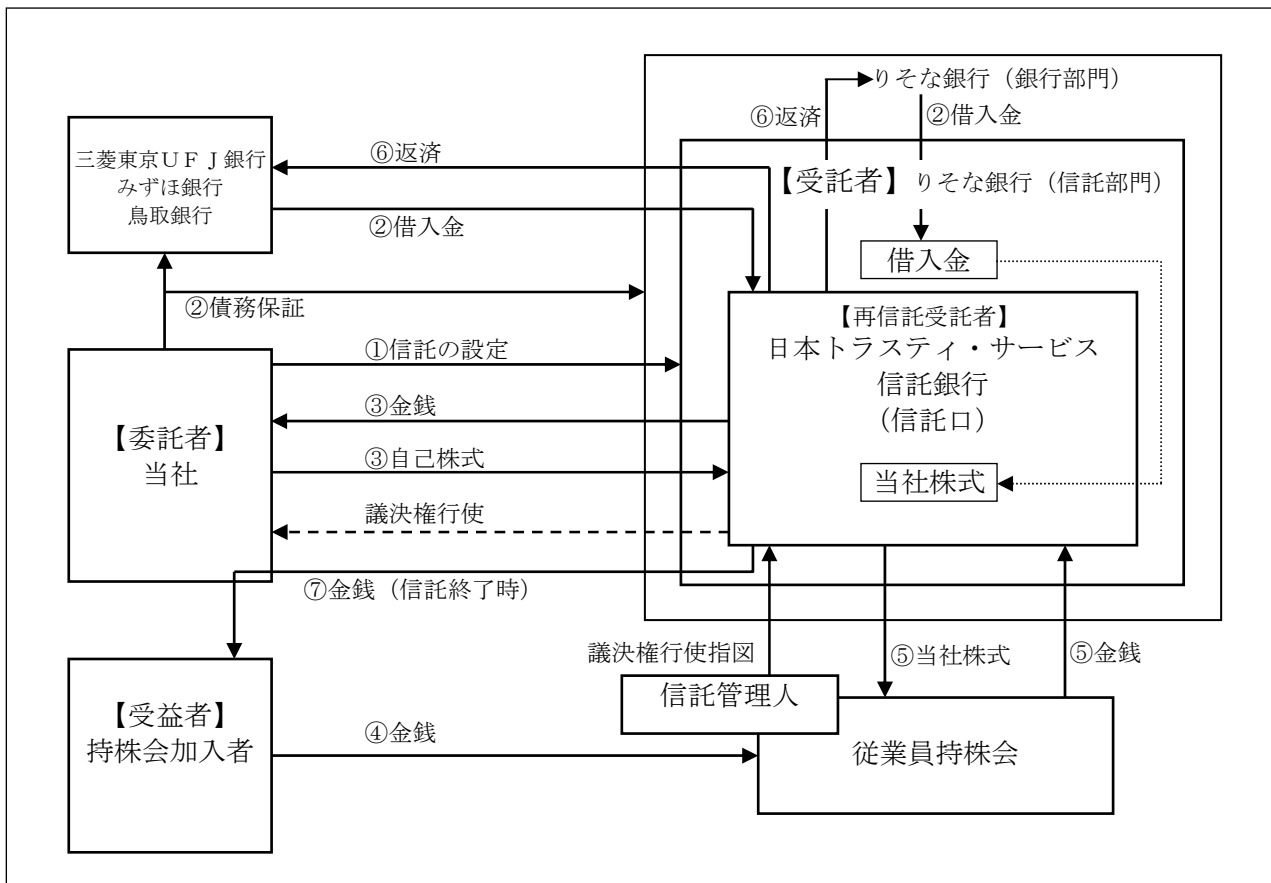 りそな銀行（銀行部門）
⑥返済
②借入金
三菱東京ＵＦＪ銀行
みずほ銀行
鳥取銀行
⑥返済
②借入金
【受託者】りそな銀行（信託部門）
借入金
②債務保証
【再信託受託者】
日本トラスティ・サービス
信託銀行
（信託口）
当社株式
①信託の設定
③金銭
【委託者】
当社
③自己株式
議決権行使
⑦金銭（信託終了時）
議決権行使指図
⑤当社株式
⑤金銭
信託管理人
【受益者】
持株会加入者
④金銭
従業員持株会